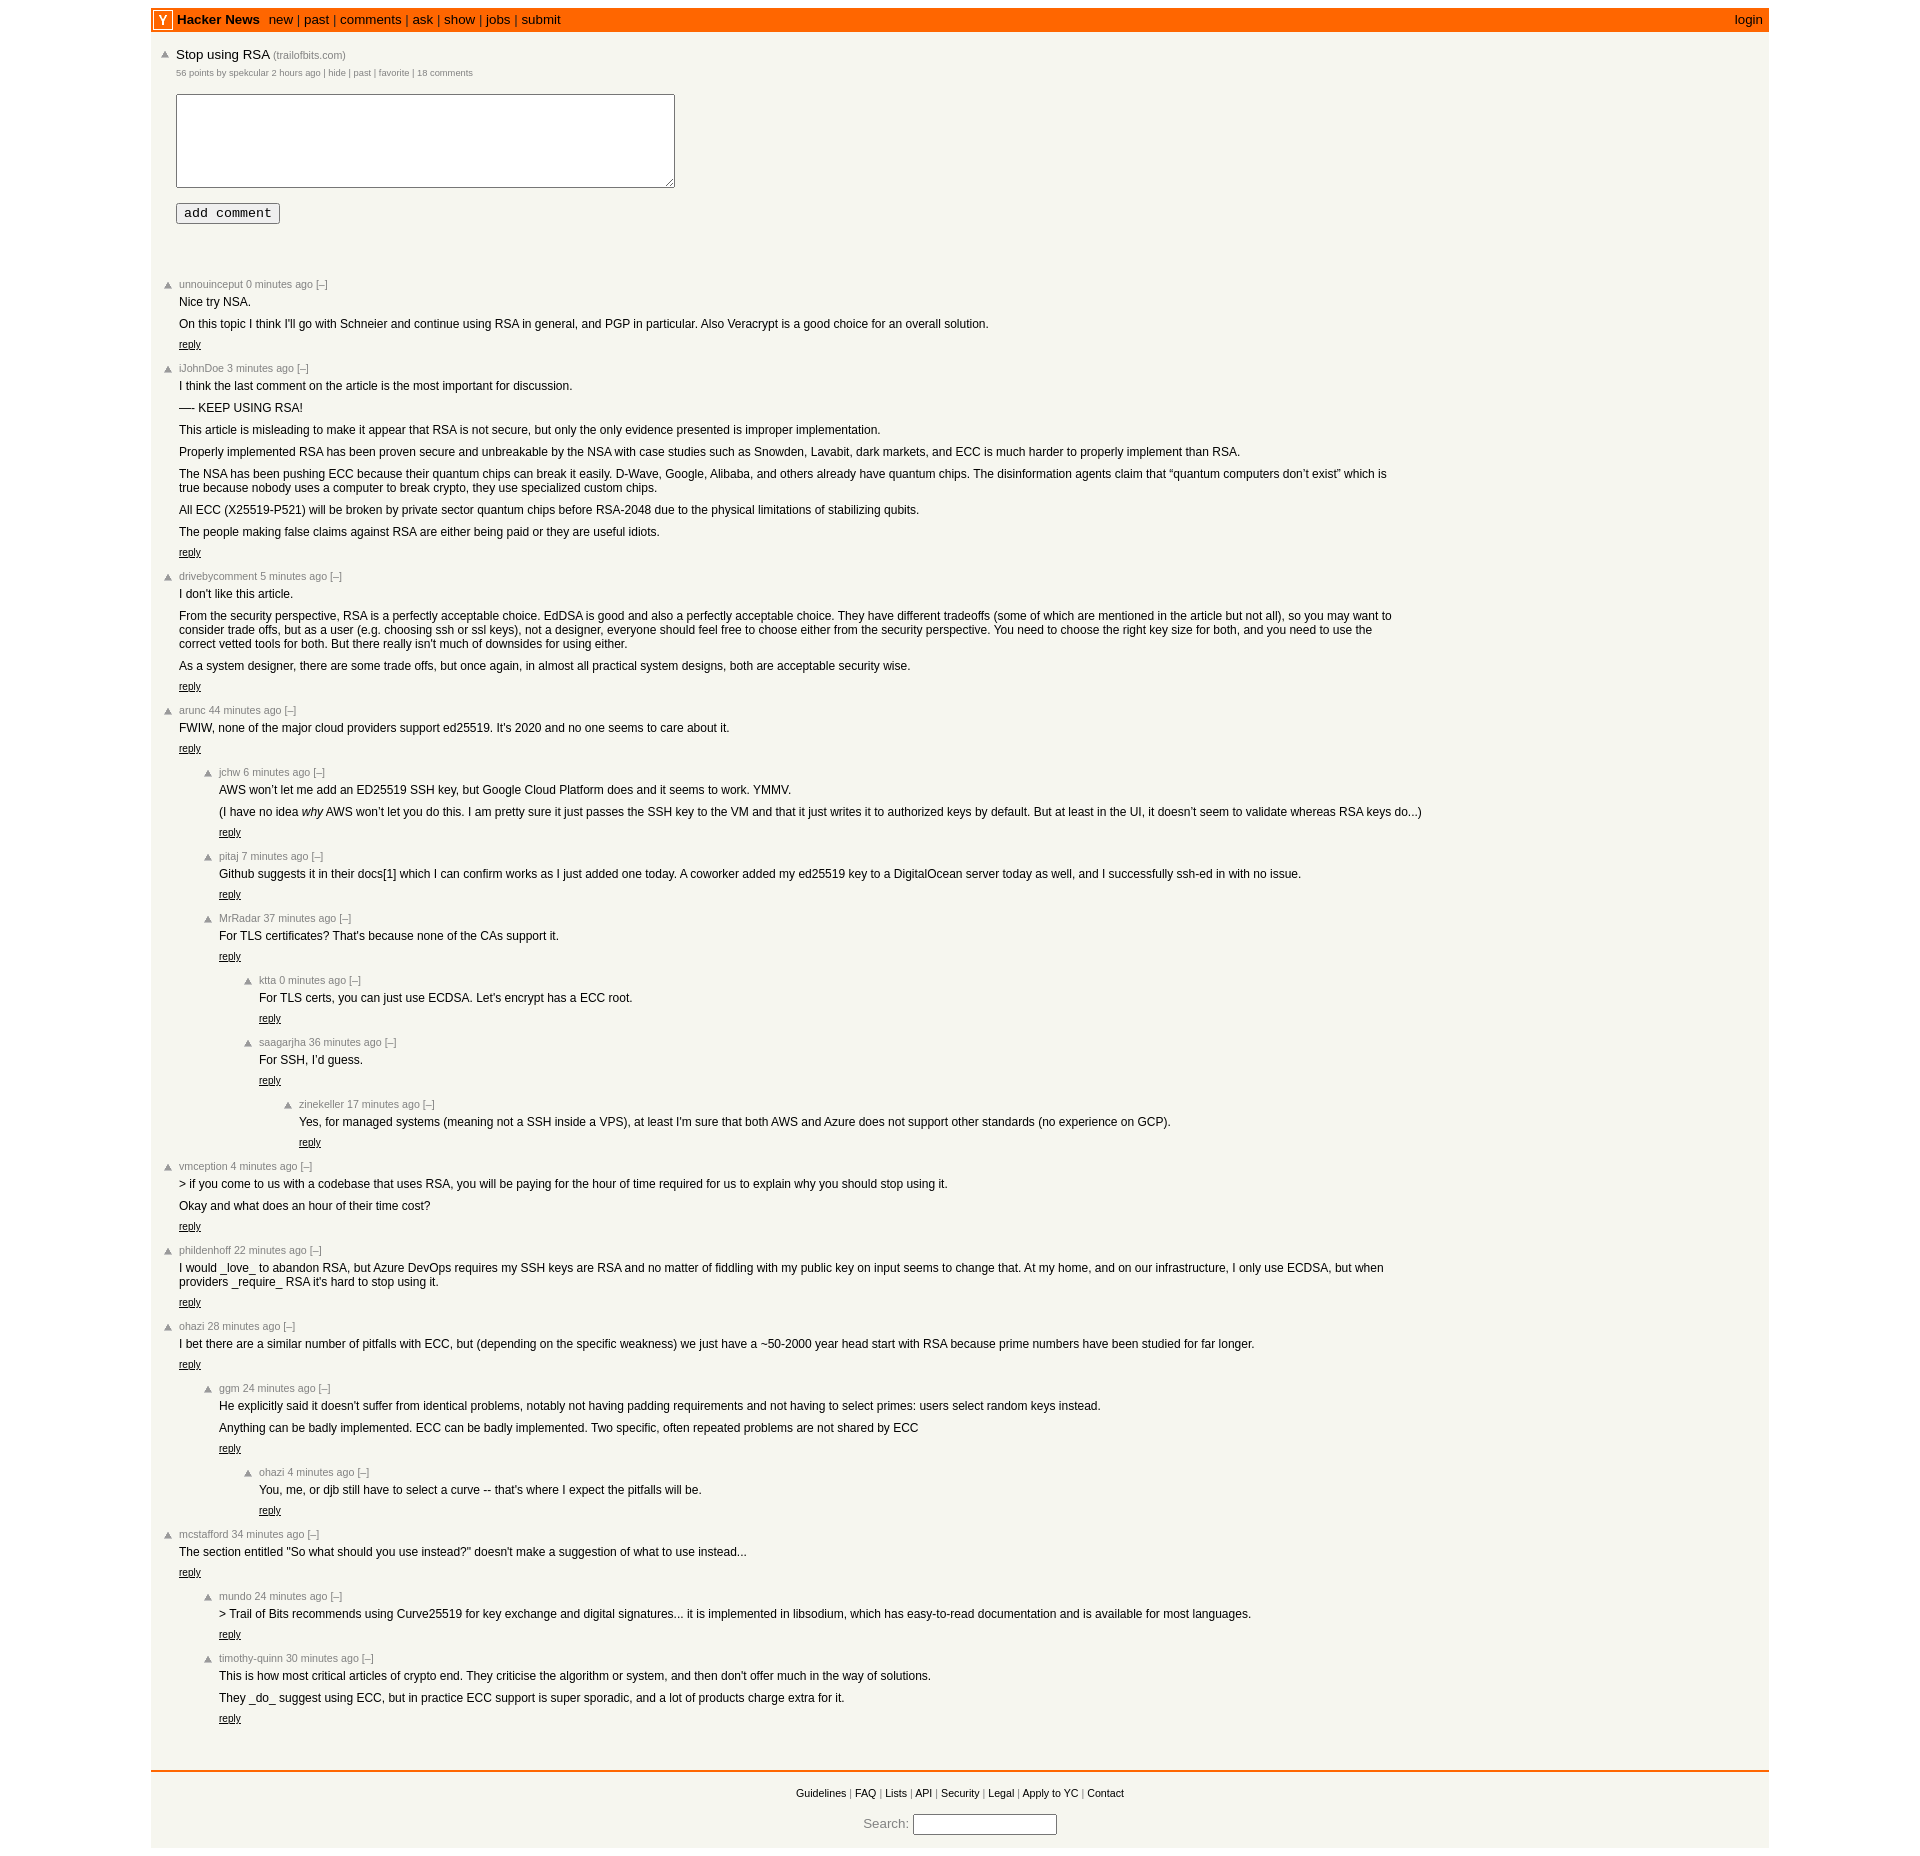 Y Hacker News new | past | comments | ask | show | jobs | submit login
Stop using RSA (trailofbits.com)
56 points by spekcular 2 hours ago | hide | past | favorite | 18 comments
add comment
unnouinceput 0 minutes ago [–]
Nice try NSA.
On this topic I think I'll go with Schneier and continue using RSA in general, and PGP in particular. Also Veracrypt is a good choice for an overall solution.
reply
iJohnDoe 3 minutes ago [–]
I think the last comment on the article is the most important for discussion.
—- KEEP USING RSA!
This article is misleading to make it appear that RSA is not secure, but only the only evidence presented is improper implementation.
Properly implemented RSA has been proven secure and unbreakable by the NSA with case studies such as Snowden, Lavabit, dark markets, and ECC is much harder to properly implement than RSA.
The NSA has been pushing ECC because their quantum chips can break it easily. D-Wave, Google, Alibaba, and others already have quantum chips. The disinformation agents claim that “quantum computers don’t exist” which is
true because nobody uses a computer to break crypto, they use specialized custom chips.
All ECC (X25519-P521) will be broken by private sector quantum chips before RSA-2048 due to the physical limitations of stabilizing qubits.
The people making false claims against RSA are either being paid or they are useful idiots.
reply
drivebycomment 5 minutes ago [–]
I don't like this article.
From the security perspective, RSA is a perfectly acceptable choice. EdDSA is good and also a perfectly acceptable choice. They have different tradeoffs (some of which are mentioned in the article but not all), so you may want to
consider trade offs, but as a user (e.g. choosing ssh or ssl keys), not a designer, everyone should feel free to choose either from the security perspective. You need to choose the right key size for both, and you need to use the
correct vetted tools for both. But there really isn't much of downsides for using either.
As a system designer, there are some trade offs, but once again, in almost all practical system designs, both are acceptable security wise.
reply
arunc 44 minutes ago [–]
FWIW, none of the major cloud providers support ed25519. It's 2020 and no one seems to care about it.
reply
jchw 6 minutes ago [–]
AWS won’t let me add an ED25519 SSH key, but Google Cloud Platform does and it seems to work. YMMV.
(I have no idea why AWS won’t let you do this. I am pretty sure it just passes the SSH key to the VM and that it just writes it to authorized keys by default. But at least in the UI, it doesn’t seem to validate whereas RSA keys do...)
reply
pitaj 7 minutes ago [–]
Github suggests it in their docs[1] which I can confirm works as I just added one today. A coworker added my ed25519 key to a DigitalOcean server today as well, and I successfully ssh-ed in with no issue.
reply
MrRadar 37 minutes ago [–]
For TLS certificates? That's because none of the CAs support it.
reply
ktta 0 minutes ago [–]
For TLS certs, you can just use ECDSA. Let's encrypt has a ECC root.
reply
saagarjha 36 minutes ago [–]
For SSH, I’d guess.
reply
zinekeller 17 minutes ago [–]
Yes, for managed systems (meaning not a SSH inside a VPS), at least I'm sure that both AWS and Azure does not support other standards (no experience on GCP).
reply
vmception 4 minutes ago [–]
> if you come to us with a codebase that uses RSA, you will be paying for the hour of time required for us to explain why you should stop using it.
Okay and what does an hour of their time cost?
reply
phildenhoff 22 minutes ago [–]
I would _love_ to abandon RSA, but Azure DevOps requires my SSH keys are RSA and no matter of fiddling with my public key on input seems to change that. At my home, and on our infrastructure, I only use ECDSA, but when
providers _require_ RSA it's hard to stop using it.
reply
ohazi 28 minutes ago [–]
I bet there are a similar number of pitfalls with ECC, but (depending on the specific weakness) we just have a ~50-2000 year head start with RSA because prime numbers have been studied for far longer.
reply
ggm 24 minutes ago [–]
He explicitly said it doesn't suffer from identical problems, notably not having padding requirements and not having to select primes: users select random keys instead.
Anything can be badly implemented. ECC can be badly implemented. Two specific, often repeated problems are not shared by ECC
reply
ohazi 4 minutes ago [–]
You, me, or djb still have to select a curve -- that's where I expect the pitfalls will be.
reply
mcstafford 34 minutes ago [–]
The section entitled "So what should you use instead?" doesn't make a suggestion of what to use instead...
reply
mundo 24 minutes ago [–]
> Trail of Bits recommends using Curve25519 for key exchange and digital signatures... it is implemented in libsodium, which has easy-to-read documentation and is available for most languages.
reply
timothy-quinn 30 minutes ago [–]
This is how most critical articles of crypto end. They criticise the algorithm or system, and then don't offer much in the way of solutions.
They _do_ suggest using ECC, but in practice ECC support is super sporadic, and a lot of products charge extra for it.
reply
Guidelines | FAQ | Lists | API | Security | Legal | Apply to YC | Contact
Search: